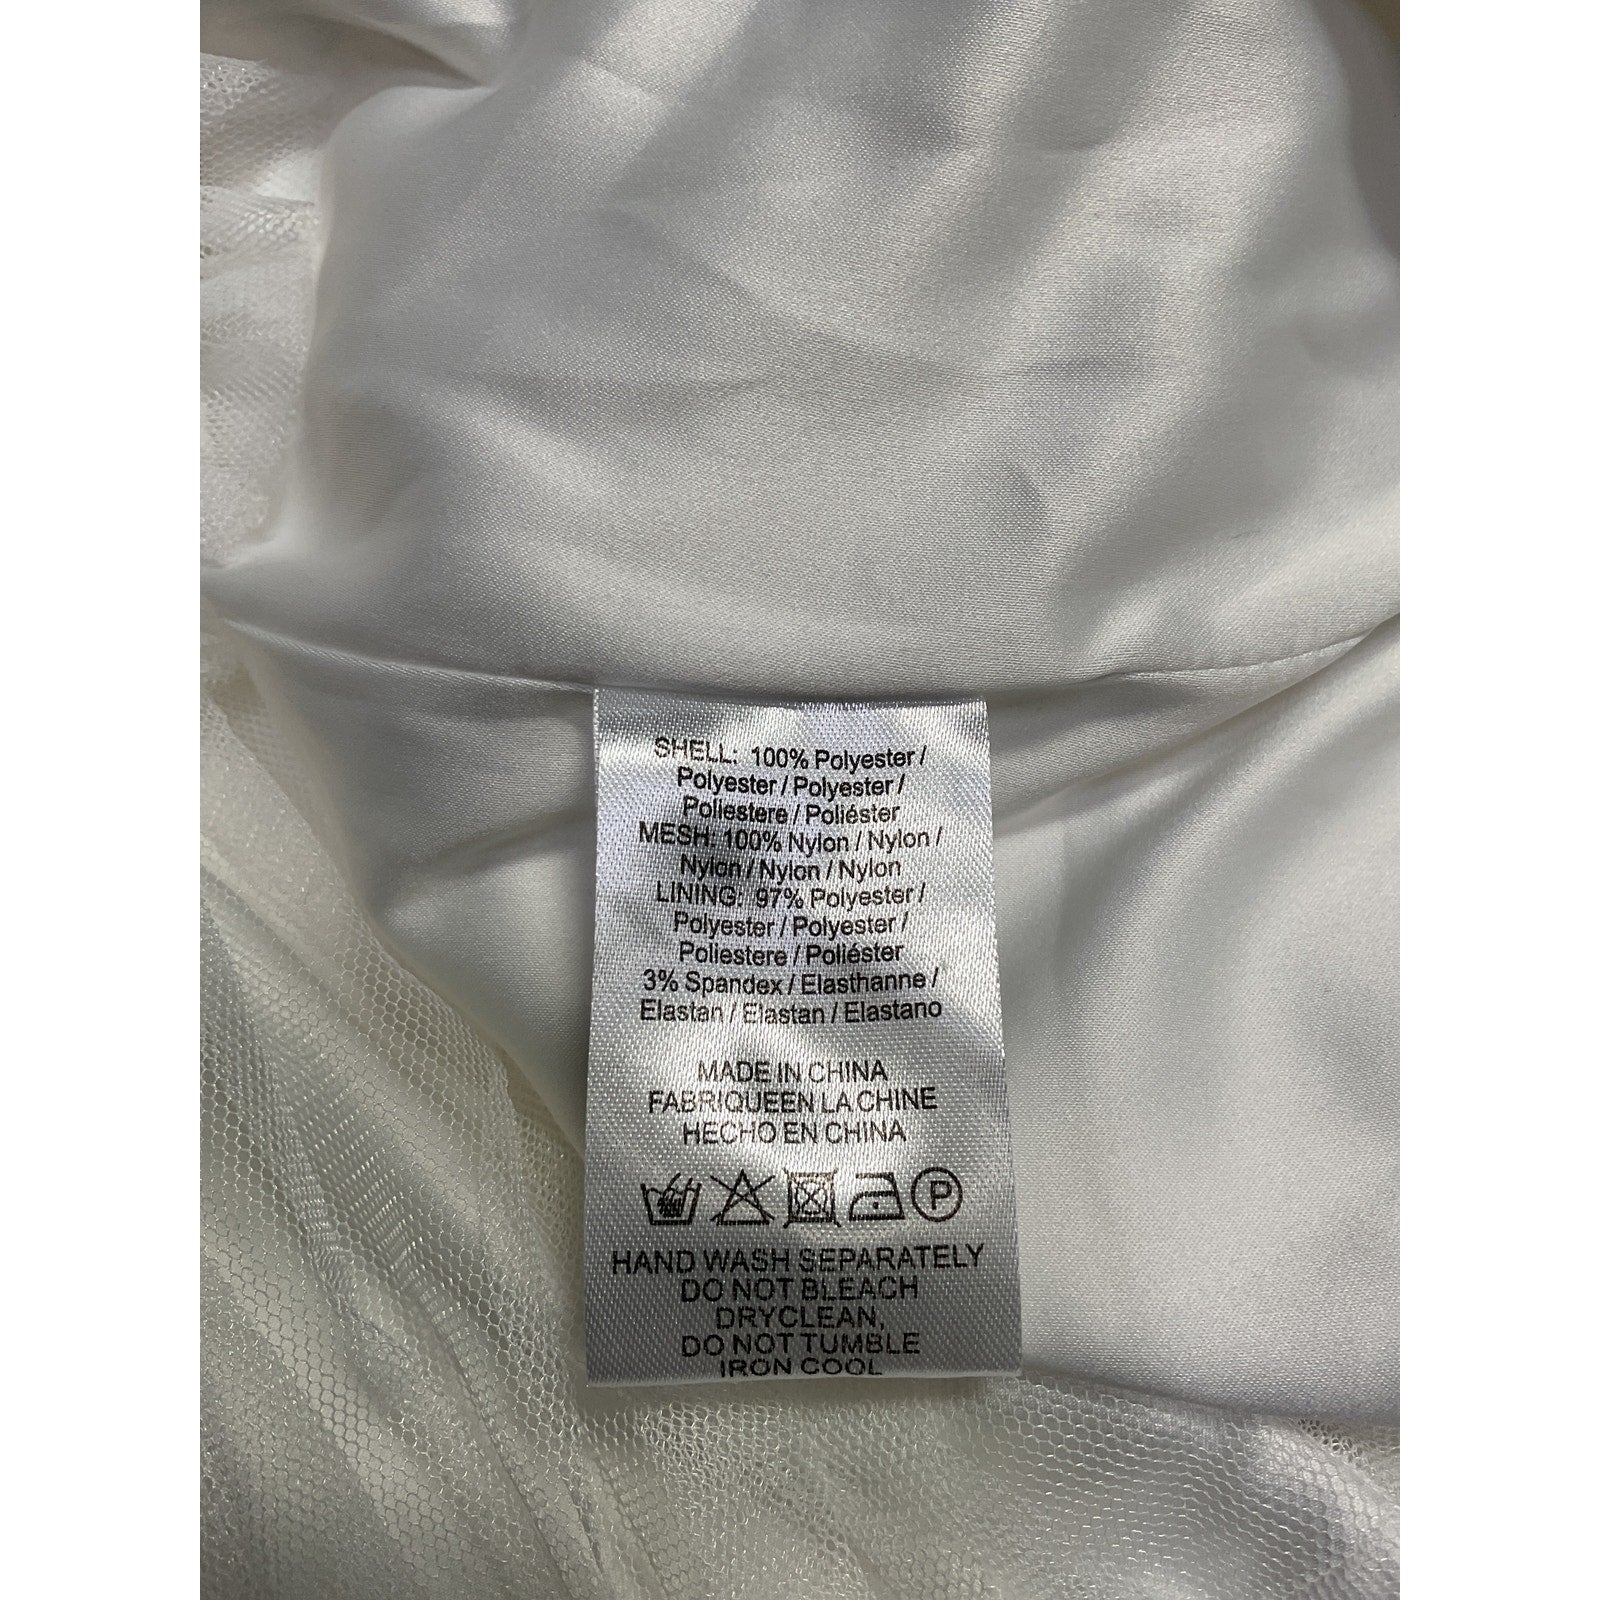 SHELL: 100% Polyester /
Polyester / Polyester /
Poliestere / Poliéster
MESH: 100% Nylon / Nylon /
Nylon / Nylon / Nylon
LINING: 97% Polyester /
Polyester / Polyester /
Poliestere / Poliéster
3% Spandex / Elasthanne /
Elastan / Elastan / Elastano
MADE IN CHINA
FABRIQUEEN LA CHINE
HECHO EN CHINA
P
HAND WASH SEPARATELY
DO NOT BLEACH
DRYCLEAN,
DO NOT TUMBLE
IRON COOL